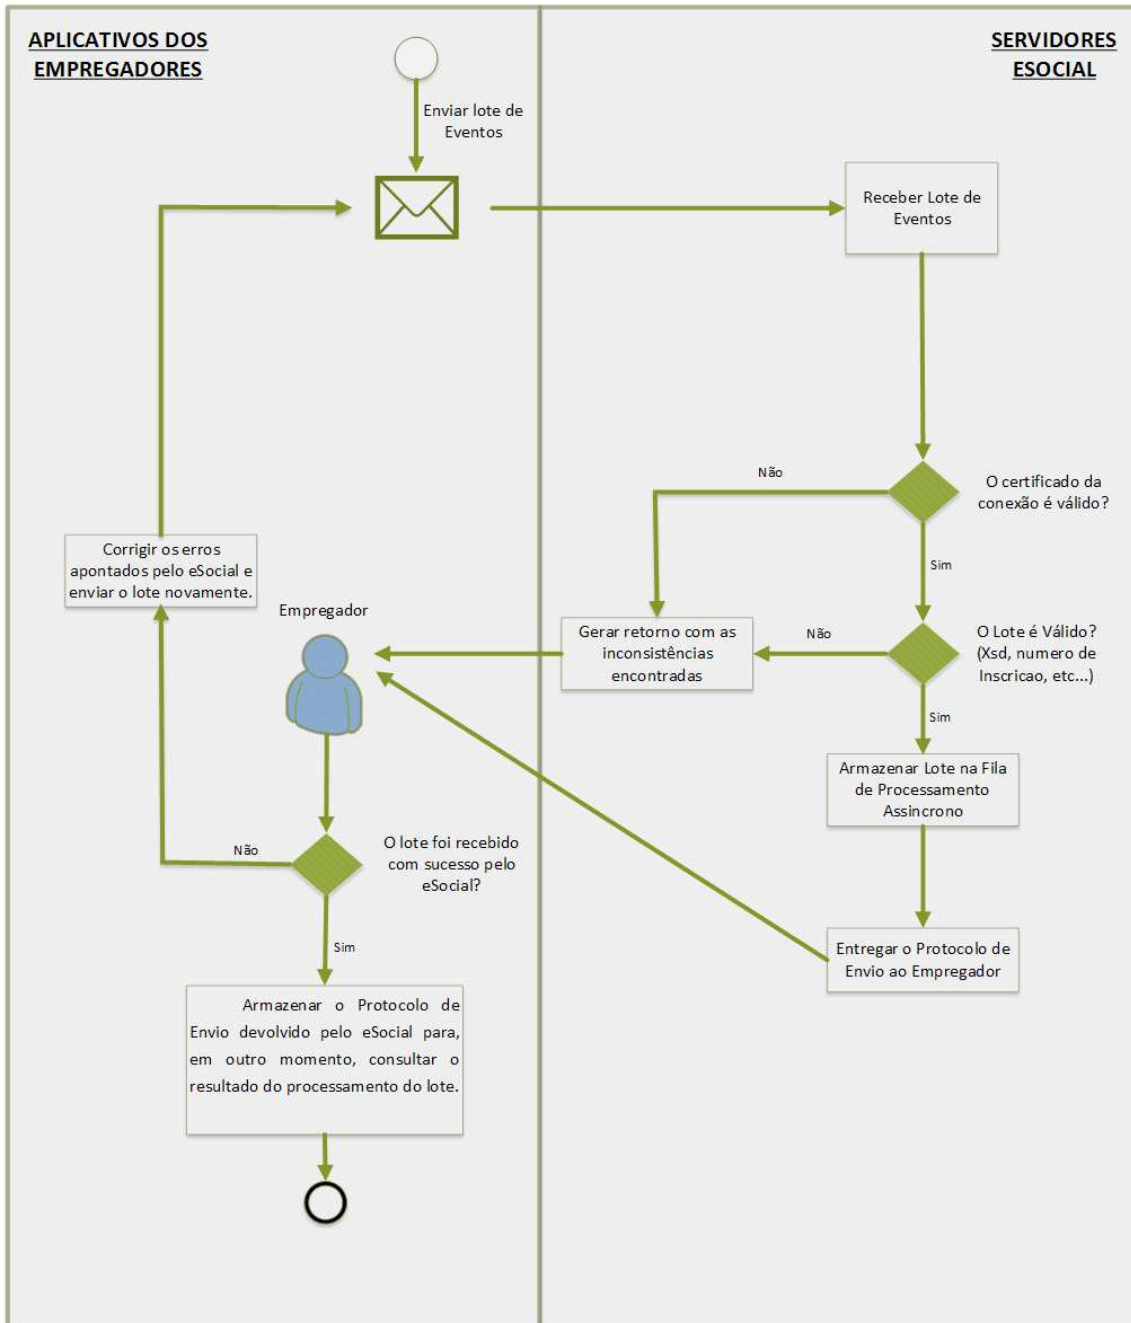 APLICATIVOS DOS
EMPREGADORES
SERVIDORES
ESOCIAL
Enviar lote de
Eventos
Receber Lote de
Eventos
O certificado da
conexão é válido?
Não
Sim
O Lote é Válido?
(Xsd, numero de
Inscricao, etc...)
Não
Sim
Gerar retorno com as
inconsistências
encontradas
Armazenar Lote na Fila
de Processamento
Assincrono
Entregar o Protocolo de
Envio ao Empregador
Empregador
O lote foi recebido
com sucesso pelo
eSocial?
Não
Sim
Corrigir os erros
apontados pelo eSocial e
enviar o lote novamente.
Armazenar o Protocolo de
Envio devolvido pelo eSocial para,
em outro momento, consultar o
resultado do processamento do lote.